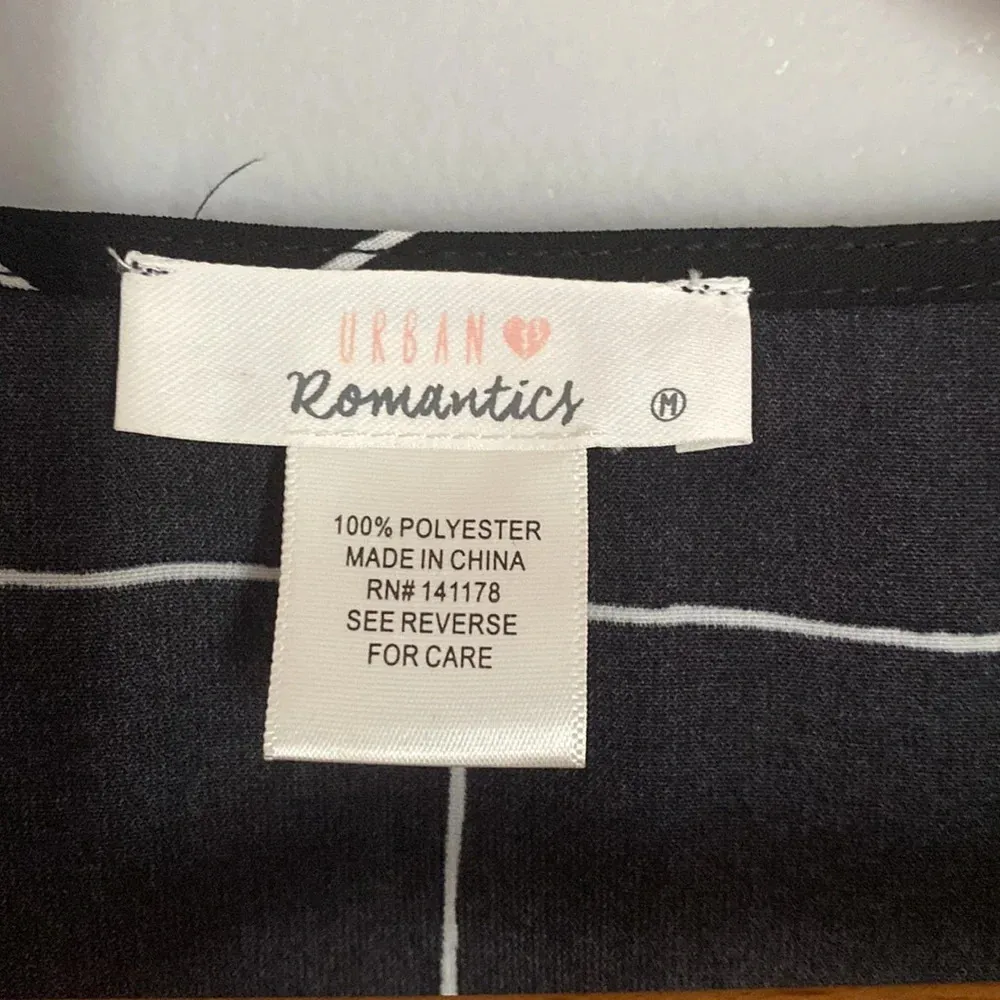 URBAN
Romantics
M
100% POLYESTER
MADE IN CHINA
RN# 141178
SEE REVERSE
FOR CARE